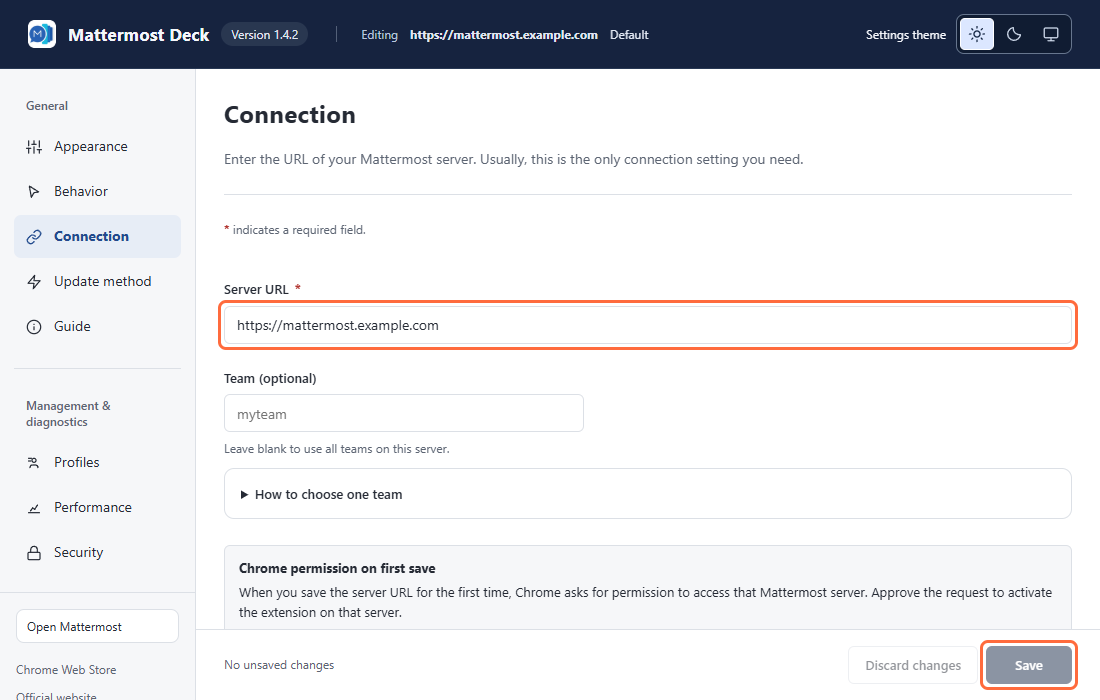 Mattermost Deck
Version 1.4.2
Editing https://mattermost.example.com Default
Settings theme
General
Appearance
Behavior
Connection
Update method
Guide
Management &
diagnostics
Profiles
Performance
Security
Open Mattermost
Chrome Web Store
Official website
Connection
Enter the URL of your Mattermost server. Usually, this is the only connection setting you need.
* indicates a required field.
Server URL *
https://mattermost.example.com
Team (optional)
myteam
Leave blank to use all teams on this server.
How to choose one team
Chrome permission on first save
When you save the server URL for the first time, Chrome asks for permission to access that Mattermost server. Approve the request to activate
the extension on that server.
No unsaved changes
Discard changes
Save